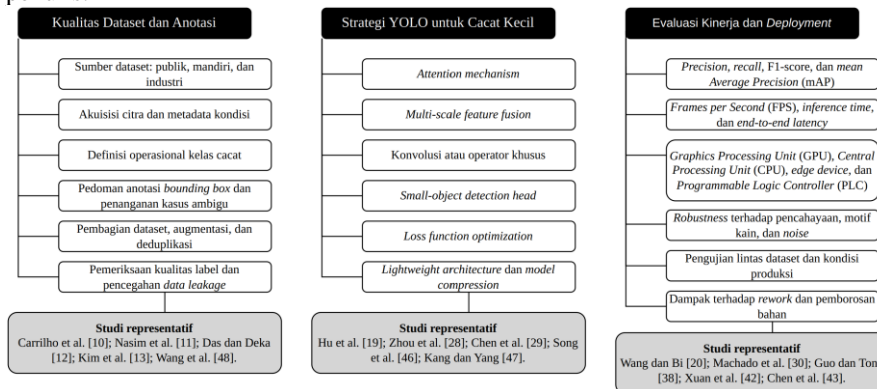 Kualitas Dataset dan Anotasi
Sumber dataset: publik, mandiri, dan
industri
Akuisisi citra dan metadata kondisi
Definisi operasional kelas cacat
Pedoman anotasi bounding box dan
penanganan kasus ambigu
Pembagian dataset, augmentasi, dan
deduplikasi
Pemeriksaan kualitas label dan
pencegahan data leakage
Studi representatif
Carrilho et al. [10]; Nasim et al. [11]; Das dan Deka
[12]; Kim et al. [13]; Wang et al. [48].
Strategi YOLO untuk Cacat Kecil
Attention mechanism
Multi-scale feature fusion
Konvolusi atau operator khusus
Small-object detection head
Loss function optimization
Lightweight architecture dan model
compression
Studi representatif
Hu et al. [19]; Zhou et al. [28]; Chen et al. [29]; Song
et al. [46]; Kang dan Yang [47].
Evaluasi Kinerja dan Deployment
Precision, recall, F1-score, dan mean
Average Precision (mAP)
Frames per Second (FPS), inference time,
dan end-to-end latency
Graphics Processing Unit (GPU), Central
Processing Unit (CPU), edge device, dan
Programmable Logic Controller (PLC)
Robustness terhadap pencahayaan, motif
kain, dan noise
Pengujian lintas dataset dan kondisi
produksi
Dampak terhadap rework dan pemborosan
bahan
Studi representatif
Wang dan Bi [20]; Machado et al. [30]; Guo dan Tong
[38]; Xuan et al. [42]; Chen et al. [43].